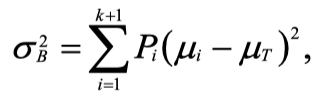 σ_B^2 = \sum_{i=1}^{k+1} P_i(μ_i − μ_T)^2,